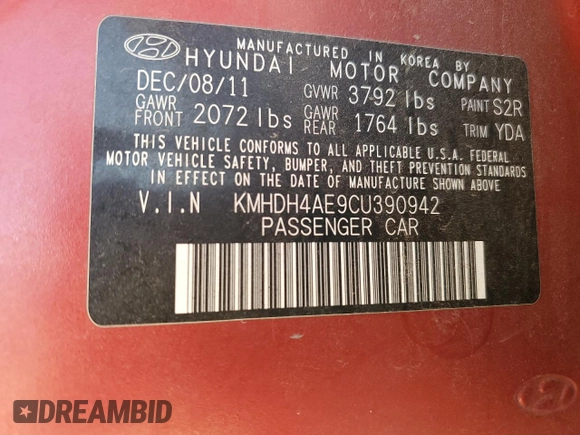 MANUFACTURED IN KOREA BY
HYUNDAI MOTOR COMPANY
DEC/08/11 GVWR 3792 lbs PAINT S2R
GAWR FRONT 2072 lbs GAWR REAR 1764 lbs TRIM YDA
THIS VEHICLE CONFORMS TO ALL APPLICABLE U.S.A. FEDERAL
MOTOR VEHICLE SAFETY, BUMPER, AND THEFT PREVENTION STANDARDS
IN EFFECT ON THE DATE OF MANUFACTURE SHOWN ABOVE
V.I.N KMHDH4AE9CU390942
PASSENGER CAR
DREAMBID